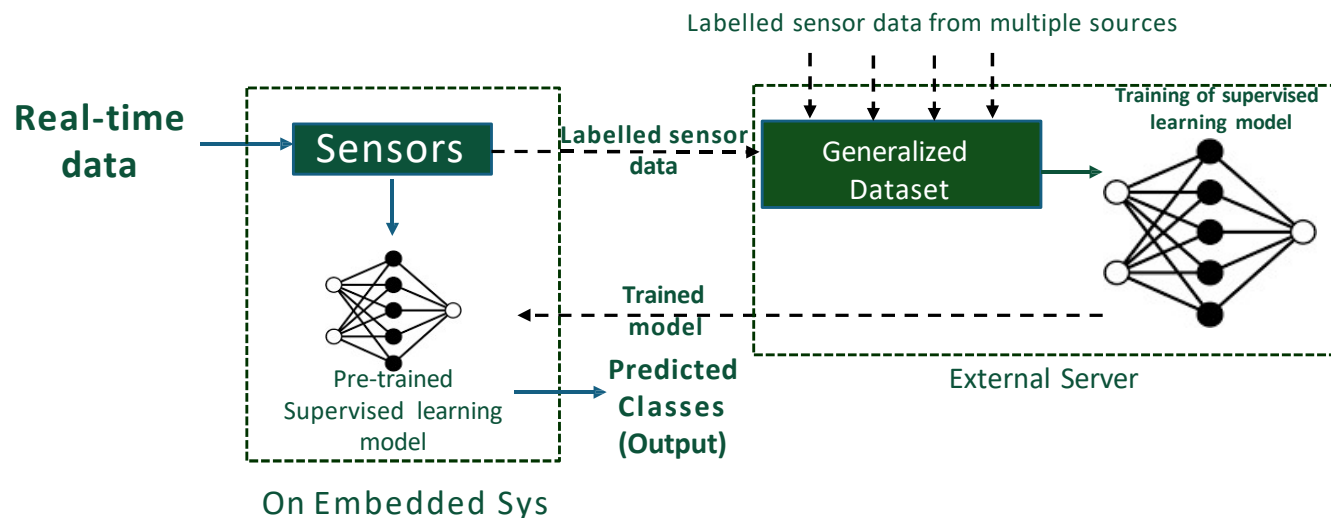 Labelled sensor data from multiple sources
Real-time
data
Sensors
Labelled sensor
data
Generalized
Dataset
Training of supervised
learning model
Trained
model
Pre-trained
Supervised learning
model
Predicted
Classes
(Output)
External Server
On Embedded Sys